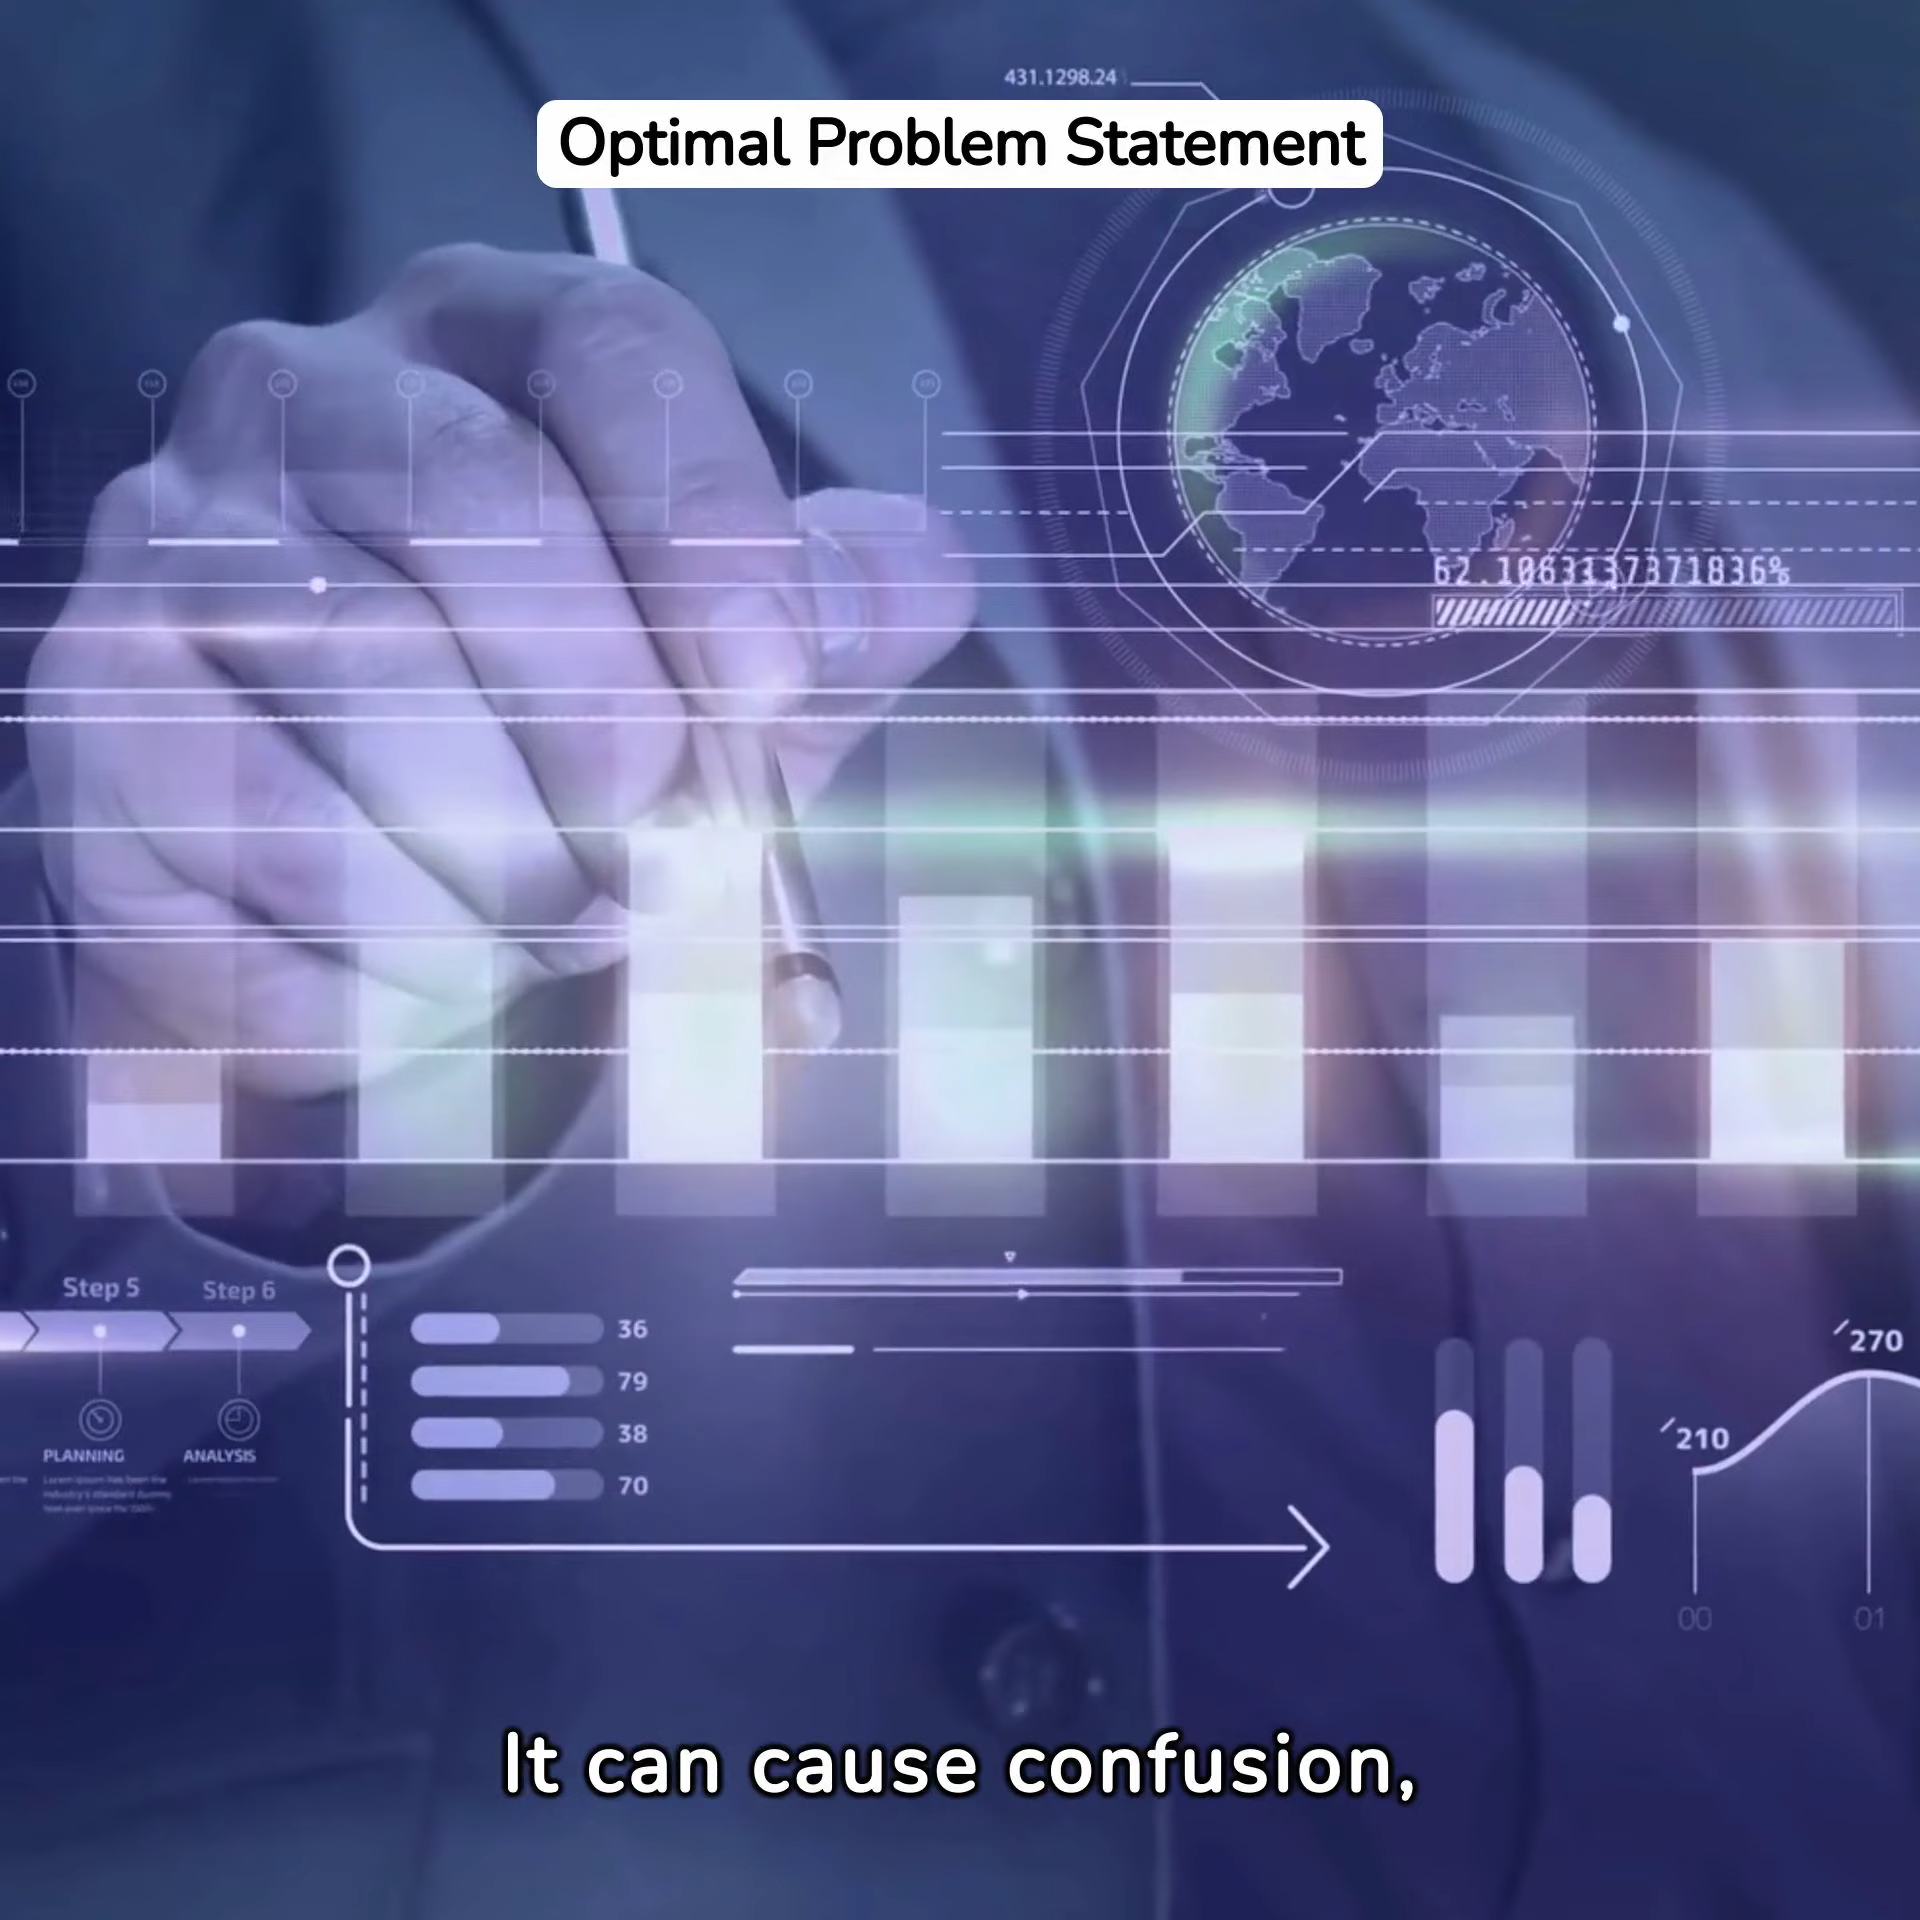 431.1298.24
Optimal Problem Statement
62.1063137371836%
Step 5
Step 6
36
79
38
70
PLANNING
ANALYSIS
270
210
00
01
It can cause confusion,